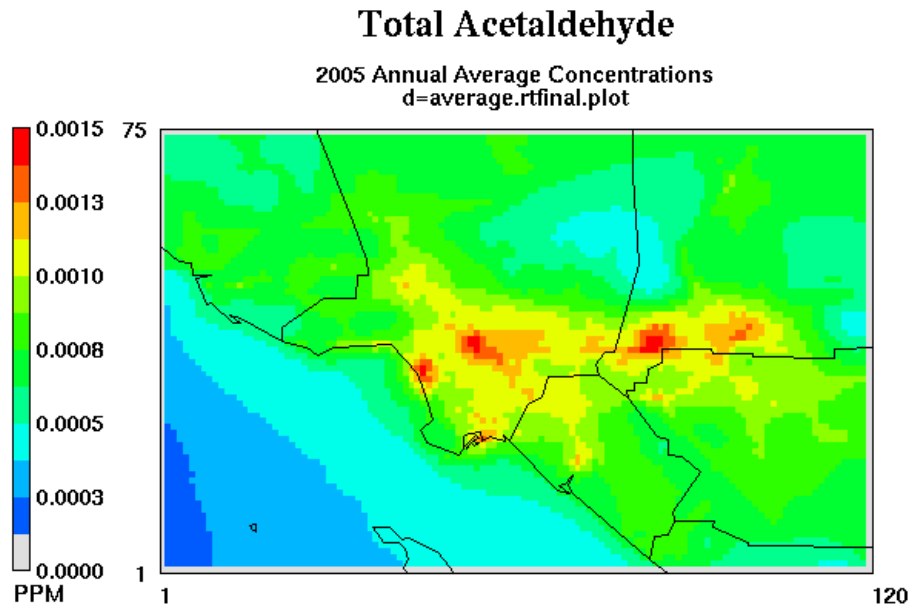 Total Acetaldehyde
2005 Annual Average Concentrations
d=average.rtfinal.plot
0.0015
0.0013
0.0010
0.0008
0.0005
0.0003
0.0000
PPM
75
1
1
120